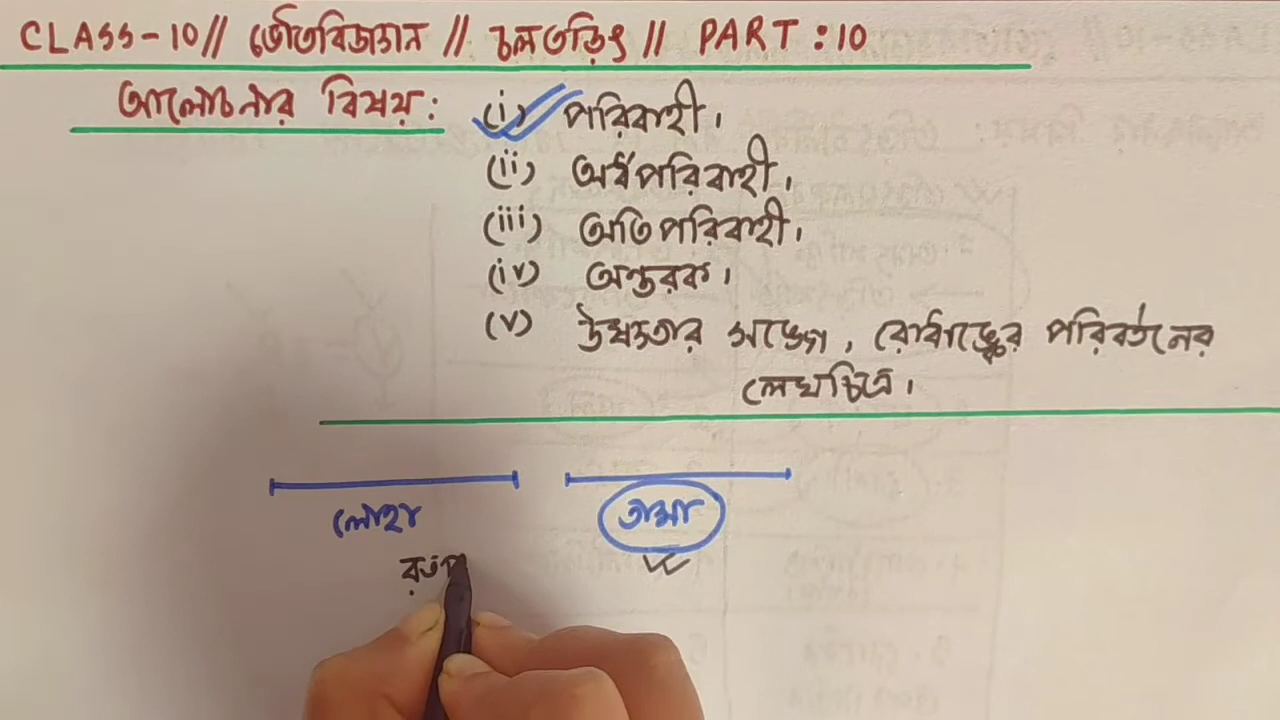 CLASS-10 // ভৌতবিজ্ঞান // চলতড়িৎ // PART : 10
আলোচনার বিষয় : (i) পরিবাহী।
(ii) অর্ধপরিবাহী।
(iii) অতিপরিবাহী।
(iv) অন্তরক।
(v) উষ্ণতার সঙ্গে, রোধাঙ্কের পরিবর্তনের
লেখচিত্র।
লোহা তামা